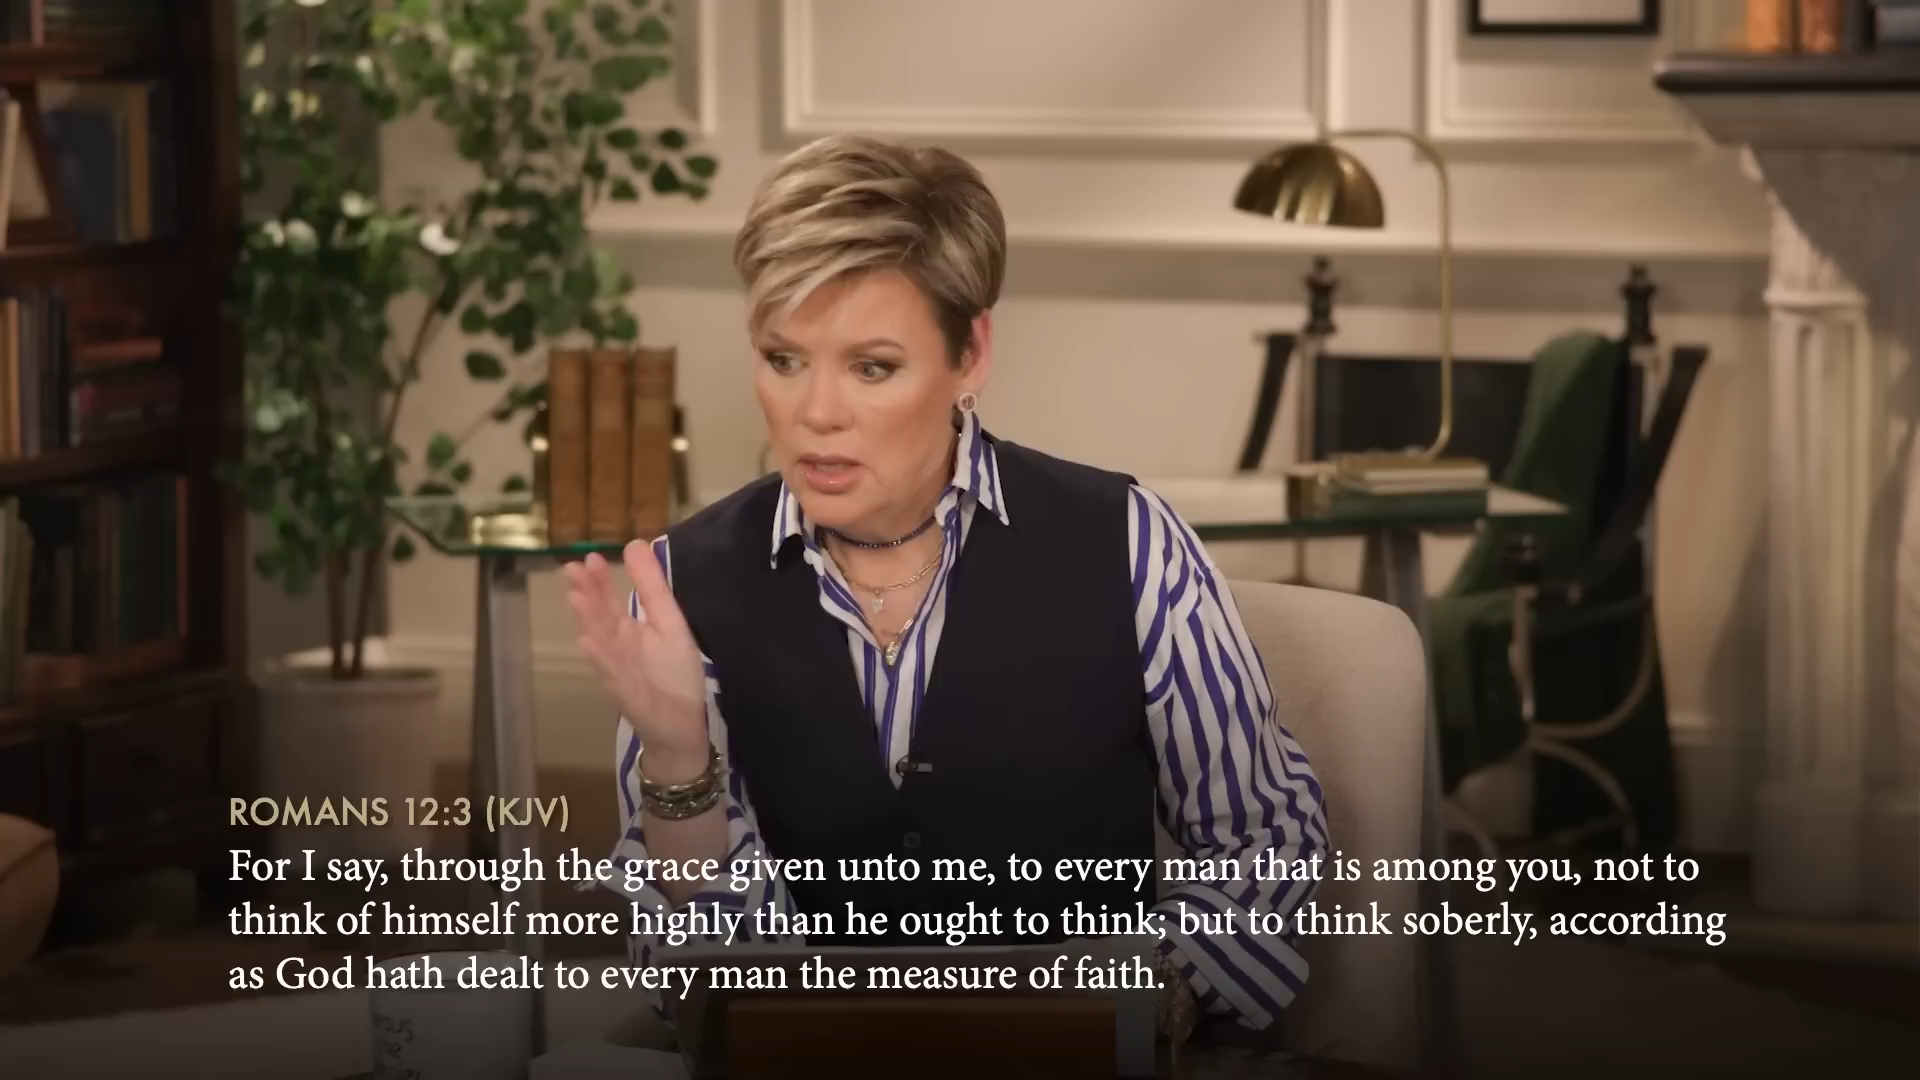 ROMANS 12:3 (KJV)
For I say, through the grace given unto me, to every man that is among you, not to
think of himself more highly than he ought to think; but to think soberly, according
as God hath dealt to every man the measure of faith.